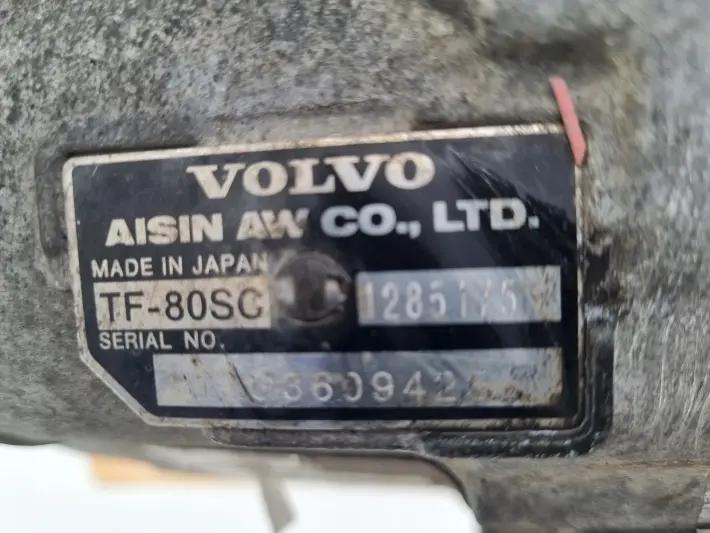 VOLVO
AISIN AW CO., LTD.
MADE IN JAPAN
TF-80SC
SERIAL NO.